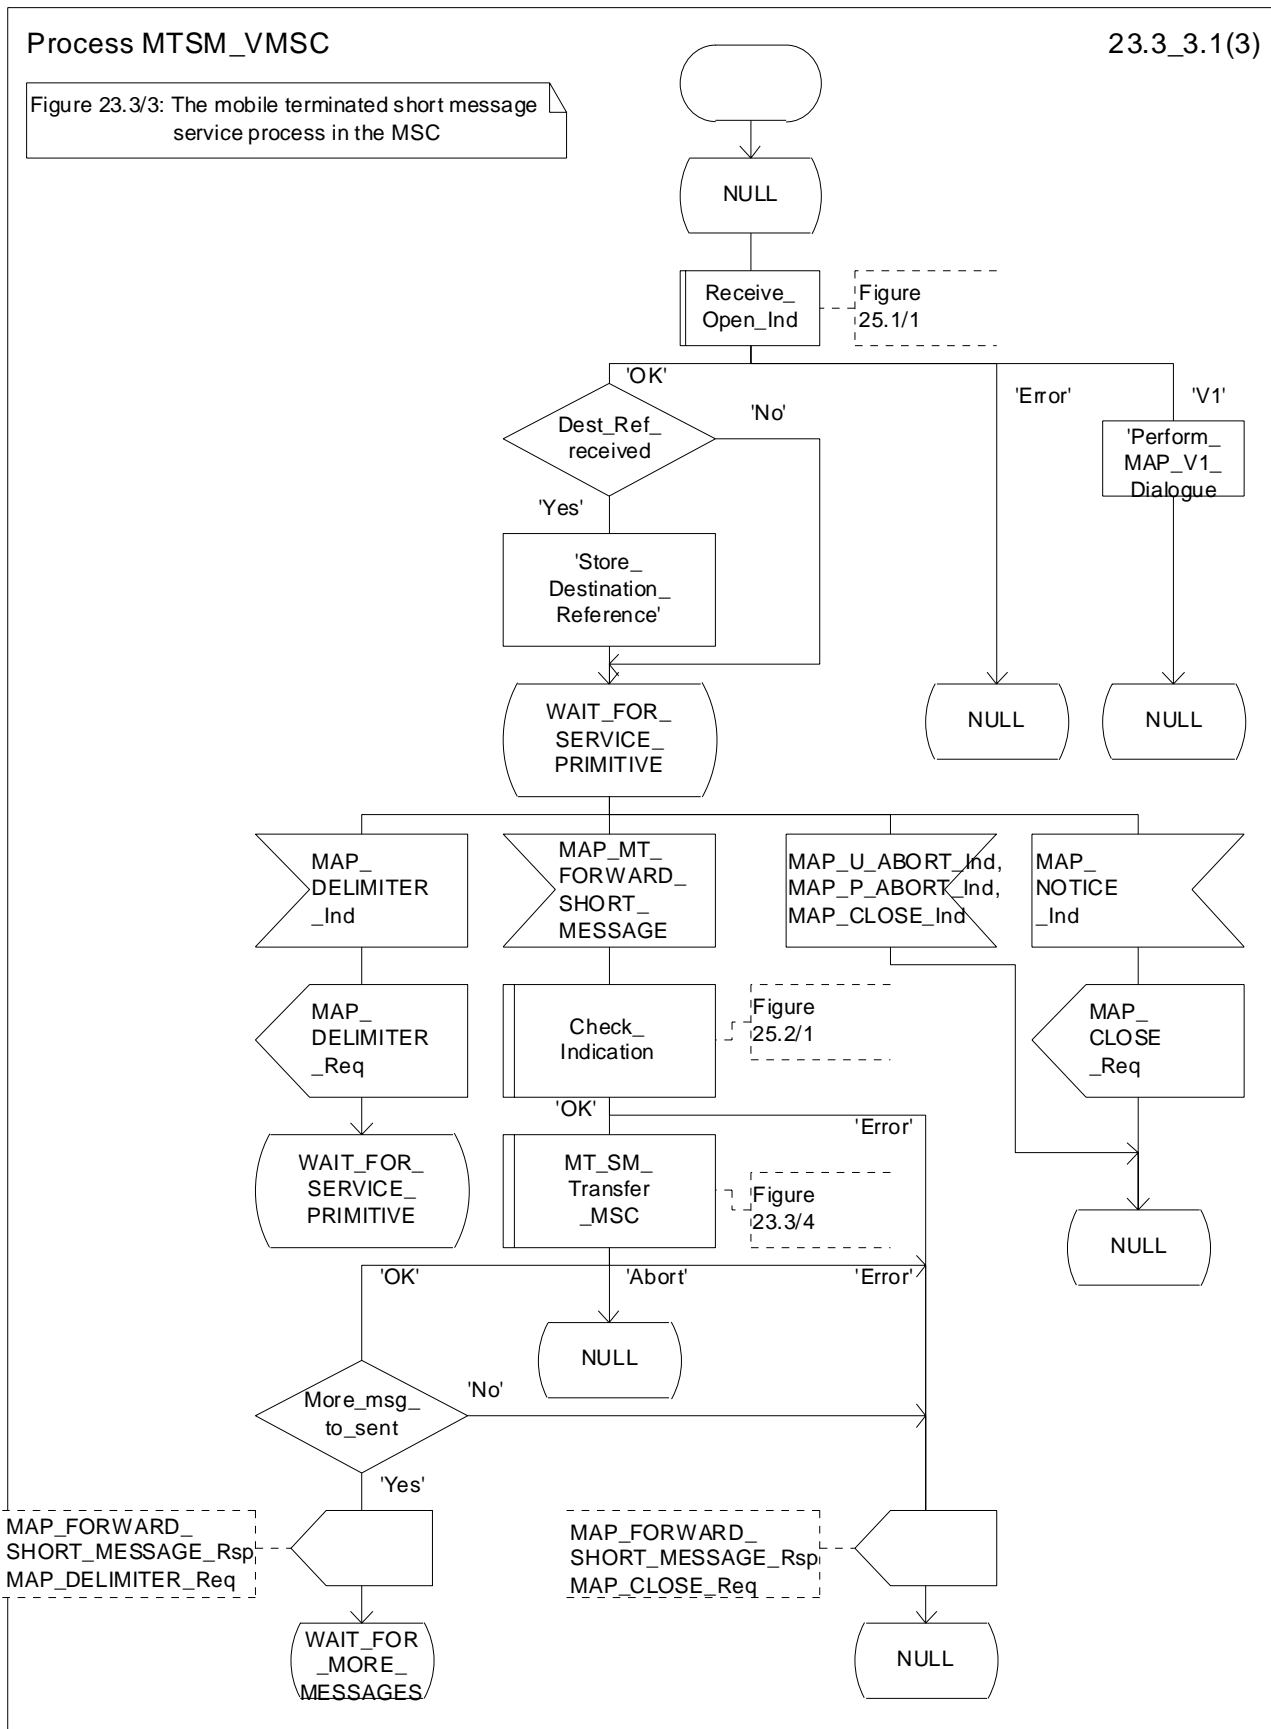 Process MTSM_VMSC
23.3_3.1(3)
Figure 23.3/3: The mobile terminated short message
service process in the MSC
NULL
Receive_
Open_Ind
Figure
25.1/1
'OK'
'Error'
'V1'
Dest_Ref_
received
'No'
'Perform_
MAP_V1_
Dialogue
'Yes'
'Store_
Destination_
Reference'
WAIT_FOR_
SERVICE_
PRIMITIVE
NULL
NULL
MAP_
DELIMITER
_Ind
MAP_MT_
FORWARD_
SHORT_
MESSAGE
MAP_U_ABORT_Ind,
MAP_P_ABORT_Ind,
MAP_CLOSE_Ind
MAP_
NOTICE
_Ind
MAP_
DELIMITER
_Req
Check_
Indication
Figure
25.2/1
MAP_
CLOSE
_Req
'OK'
'Error'
WAIT_FOR_
SERVICE_
PRIMITIVE
MT_SM_
Transfer
_MSC
Figure
23.3/4
NULL
'OK'
'Abort'
'Error'
NULL
More_msg_
to_sent
'No'
'Yes'
MAP_FORWARD_
SHORT_MESSAGE_Rsp
MAP_DELIMITER_Req
MAP_FORWARD_
SHORT_MESSAGE_Rsp
MAP_CLOSE_Req
WAIT_FOR
_MORE_
MESSAGES
NULL